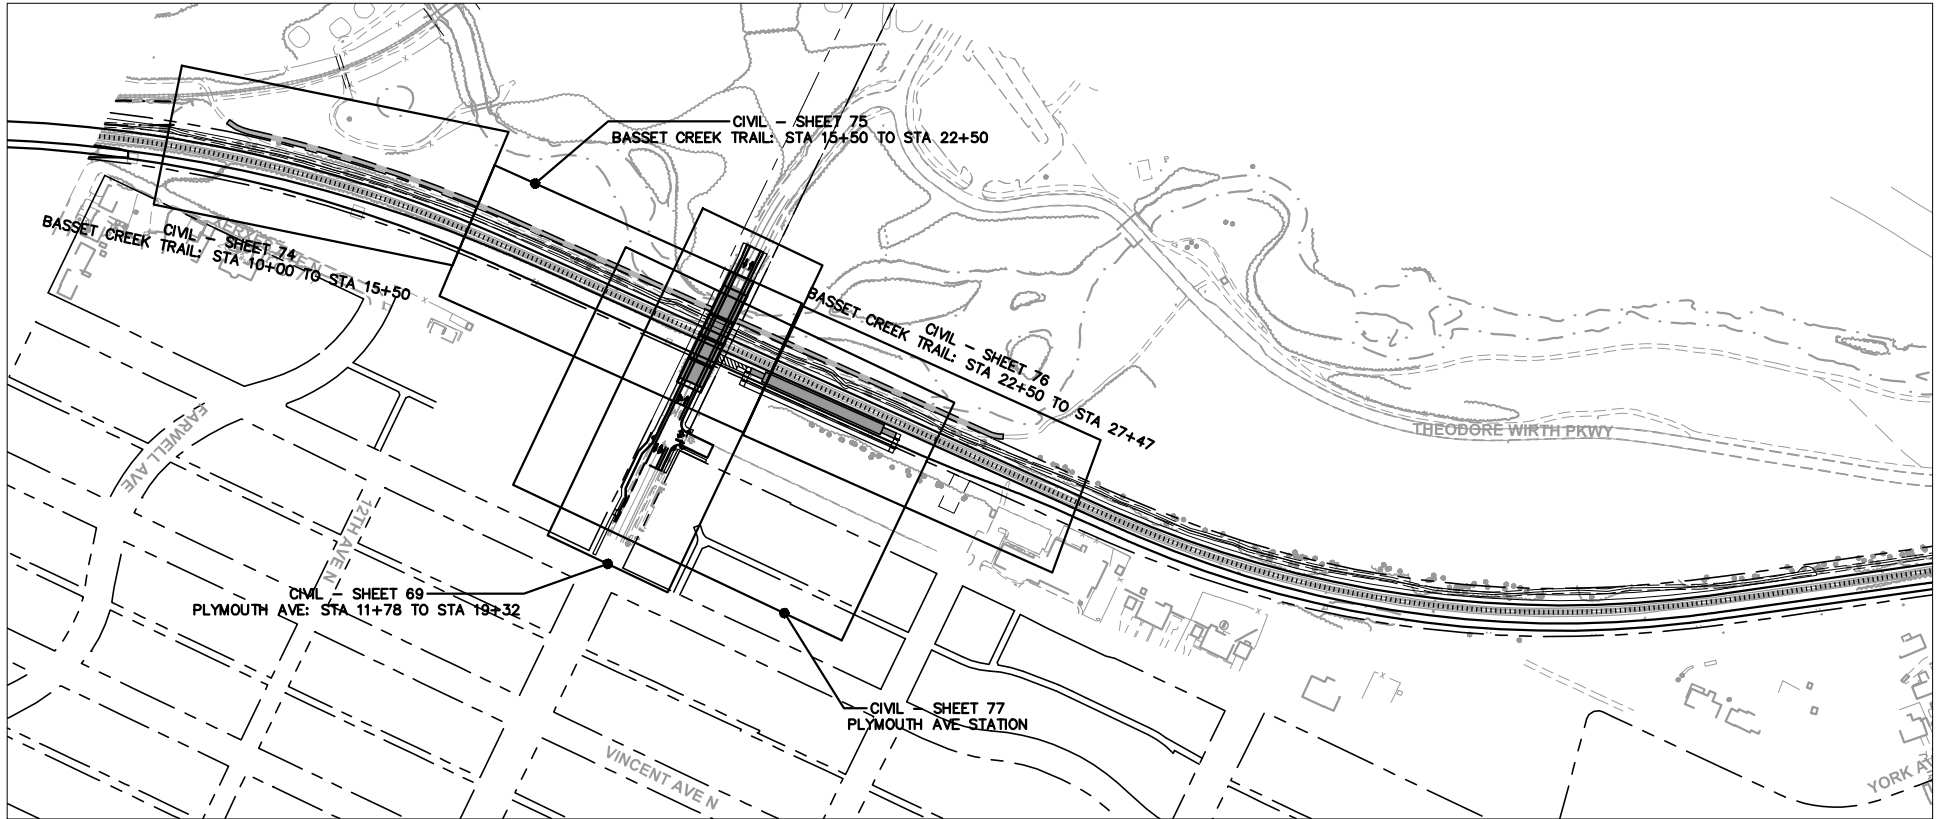 CIVIL – SHEET 75
BASSET CREEK TRAIL: STA 15+50 TO STA 22+50
CIVIL – SHEET 74
BASSET CREEK TRAIL: STA 10+00 TO STA 15+50
CIVIL – SHEET 76
BASSET CREEK TRAIL: STA 22+50 TO STA 27+47
THEODORE WIRTH PKWY
FARWELL AVE
12TH AVE N
CIVIL – SHEET 69
PLYMOUTH AVE: STA 11+78 TO STA 19+32
CIVIL – SHEET 77
PLYMOUTH AVE STATION
VINCENT AVE N
YORK